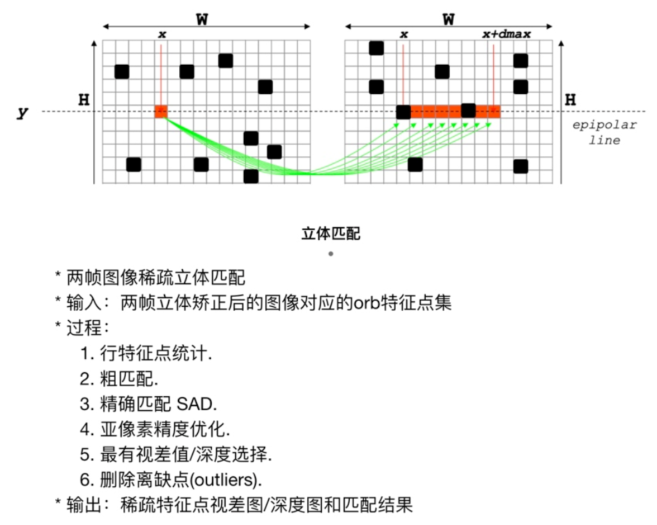 W
W
x
x
x+dmax
H
H
y
epipolar
line
立体匹配
* 两帧图像稀疏立体匹配
* 输入：两帧立体矫正后的图像对应的orb特征点集
* 过程：
1. 行特征点统计.
2. 粗匹配.
3. 精确匹配 SAD.
4. 亚像素精度优化.
5. 最有视差值/深度选择.
6. 删除离缺点(outliers).
* 输出：稀疏特征点视差图/深度图和匹配结果